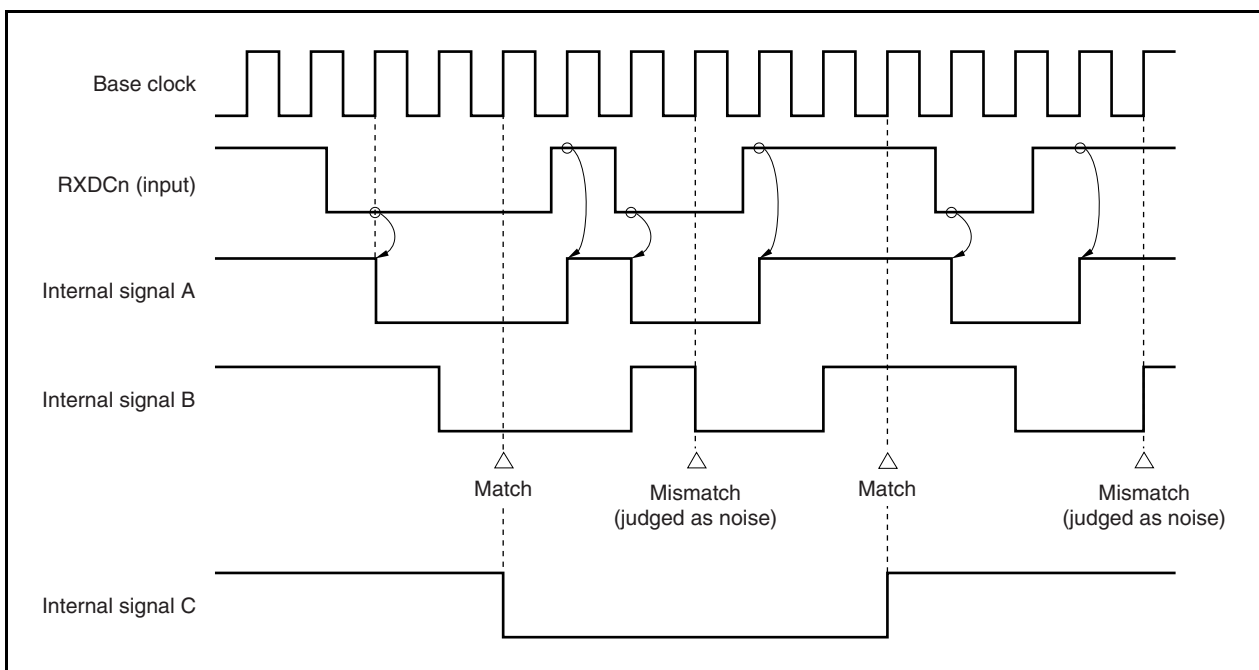 Base clock
RXDCn (input)
Internal signal A
Internal signal B
Match
Mismatch
(judged as noise)
Match
Mismatch
(judged as noise)
Internal signal C